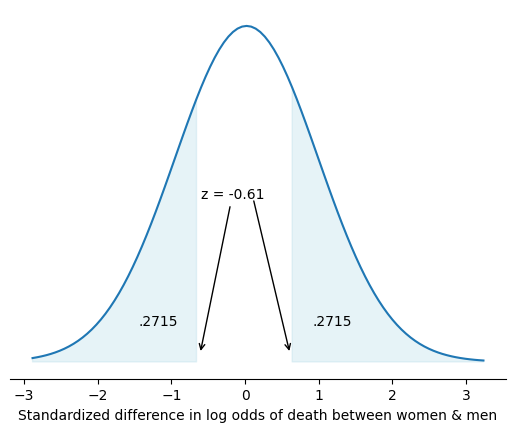 z = -0.61
.2715 .2715
−3 −2 −1 0 1 2 3
Standardized difference in log odds of death between women & men